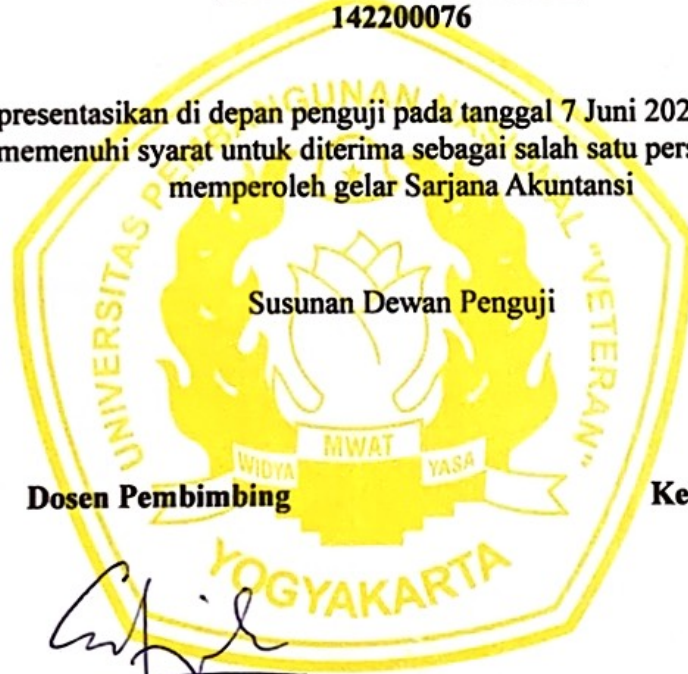 142200076
presentasikan di depan penguji pada tanggal 7 Juni 202
memenuhi syarat untuk diterima sebagai salah satu pers
memperoleh gelar Sarjana Akuntansi
Susunan Dewan Penguji
UNIVERSITAS PEMBANGUNAN NASIONAL "VETERAN"
WIDYA MWAT YASA
Dosen Pembimbing Ke
YOGYAKARTA